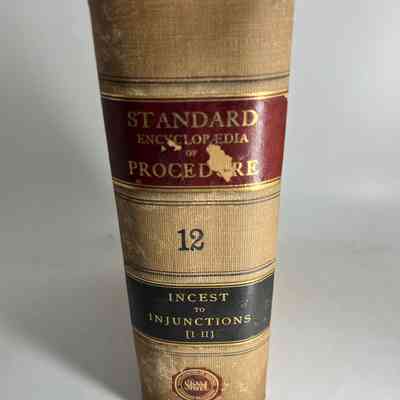 STANDARD
ENCYCLOPÆDIA
OF
PROCEDURE
12
INCEST
TO
INJUNCTIONS
[I-II]